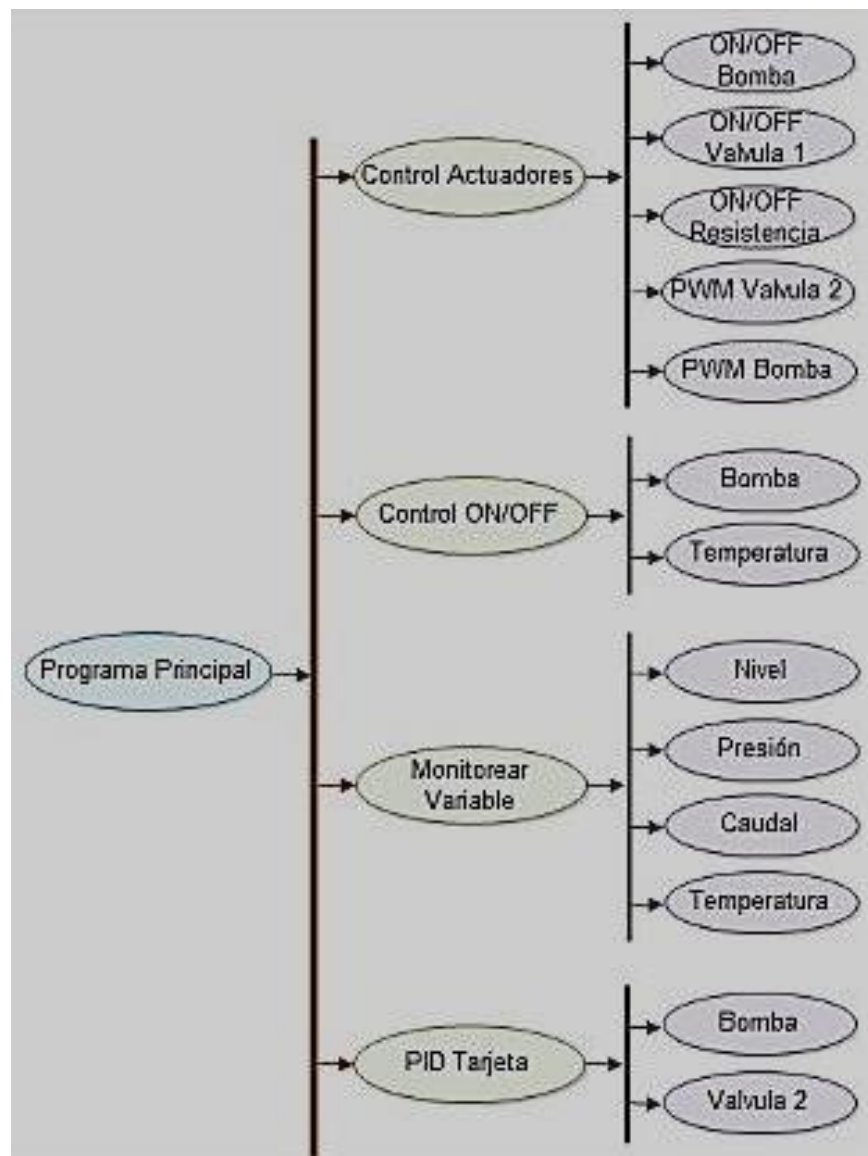 ON/OFF
Bomba
ON/OFF
Valvula 1
Control Actuadores
ON/OFF
Resistencia
PWM Valvula 2
PWM Bomba
Bomba
Control ON/OFF
Temperatura
Programa Principal
Nivel
Presión
Monitorear
Variable
Caudal
Temperatura
Bomba
PID Tarjeta
Valvula 2